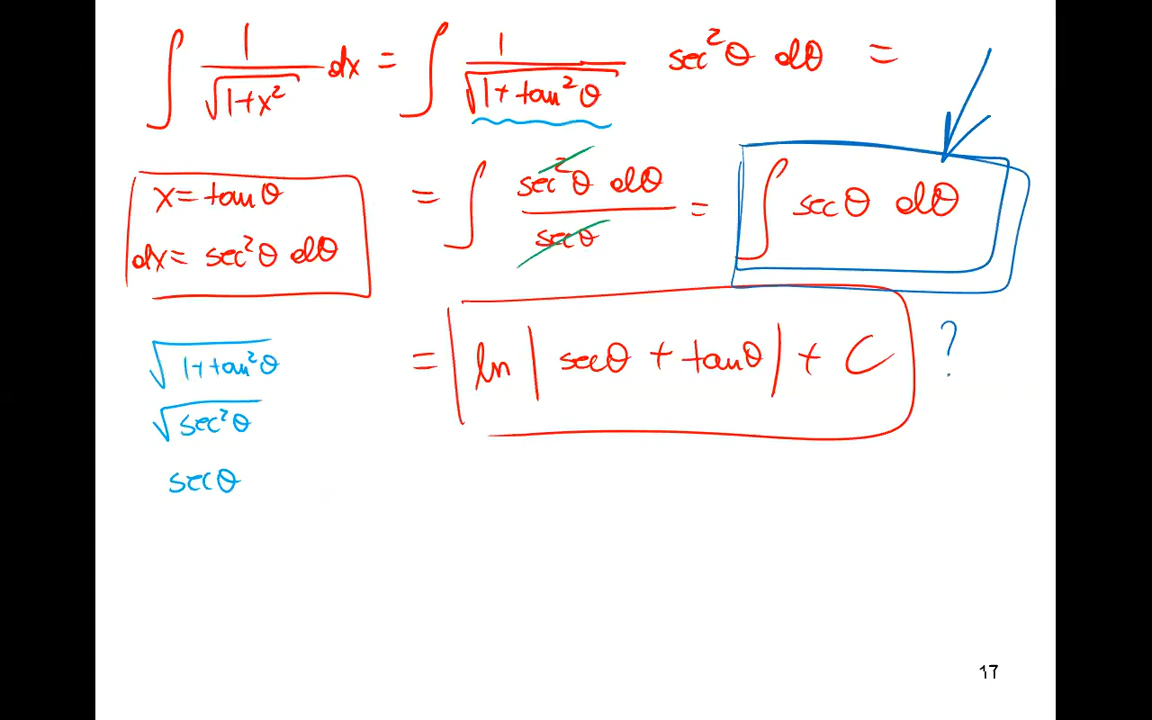 ∫ 1/√(1+x²) dx = ∫ 1/√(1+tan²θ) sec²θ dθ =
x = tanθ
dx = sec²θ dθ
= ∫ sec²θ dθ / secθ = ∫ secθ dθ
= ln | secθ + tanθ | + C ?
√(1+tan²θ)
√(sec²θ)
secθ
17